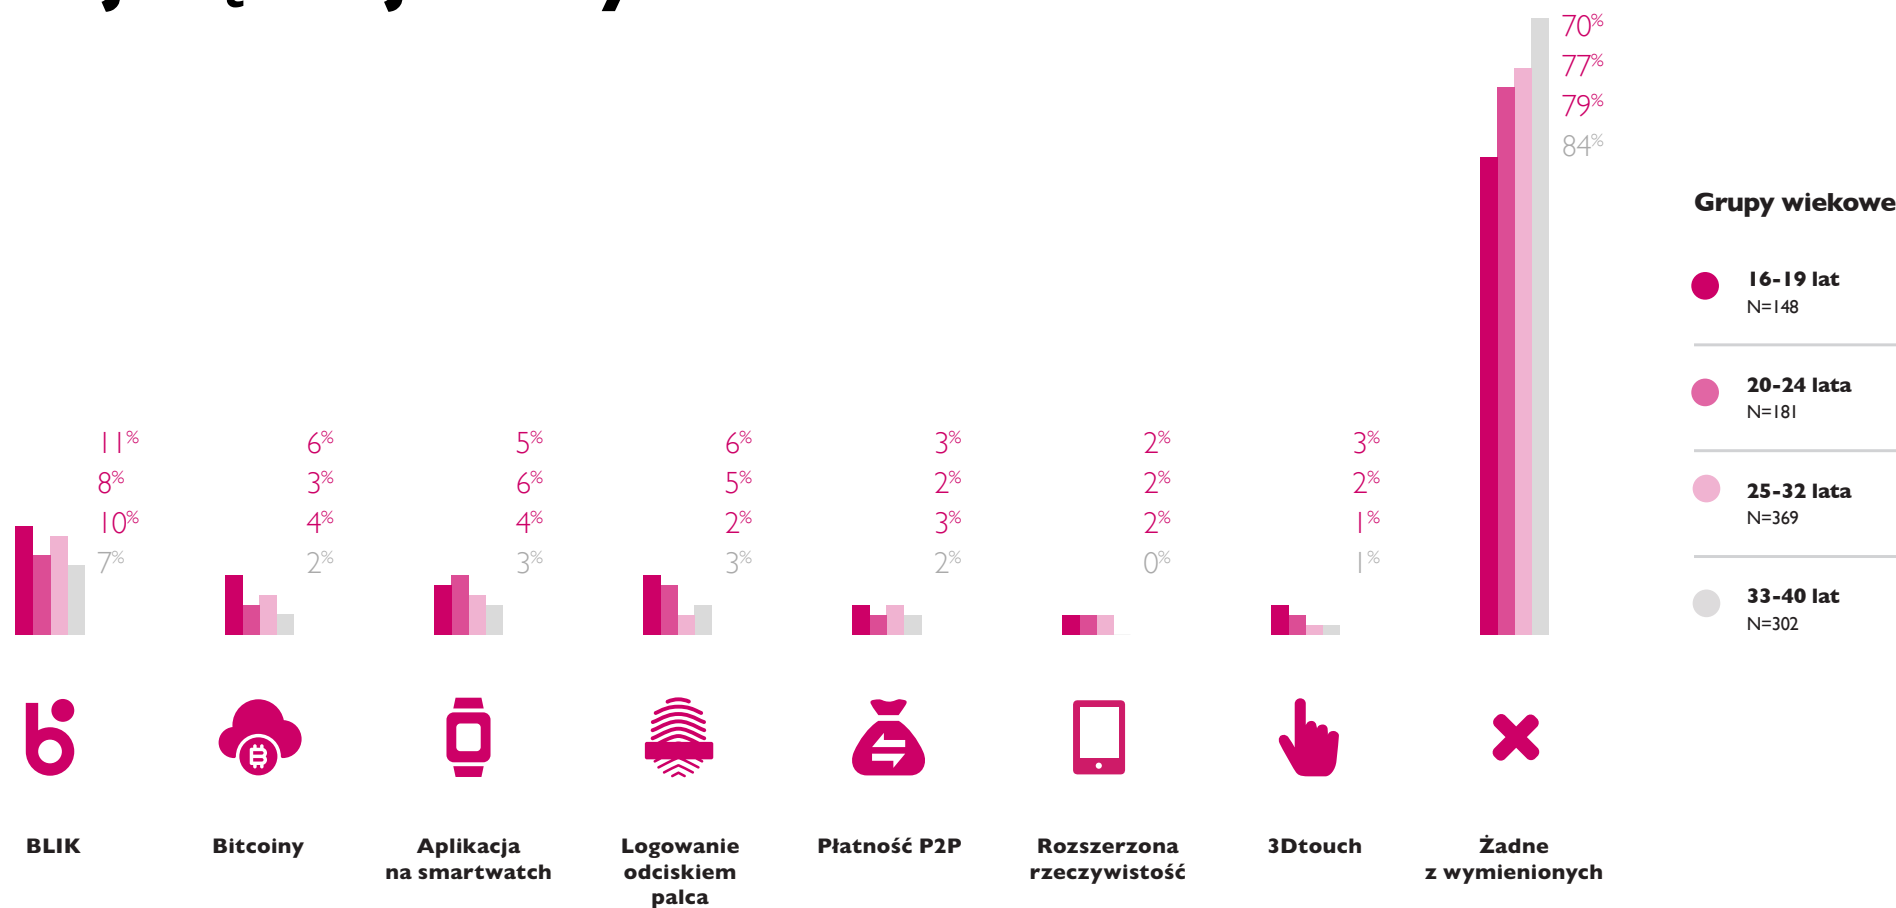 70%
77%
79%
84%
Grupy wiekowe
16-19 lat
N=148
20-24 lata
N=181
25-32 lata
N=369
33-40 lat
N=302
11%
8%
10%
7%
6%
3%
4%
2%
5%
6%
4%
3%
6%
5%
2%
3%
3%
2%
3%
2%
2%
2%
2%
0%
3%
2%
1%
1%
BLIK
Bitcoiny
Aplikacja
na smartwatch
Logowanie
odciskiem
palca
Płatność P2P
Rozszerzona
rzeczywistość
3Dtouch
Żadne
z wymienionych